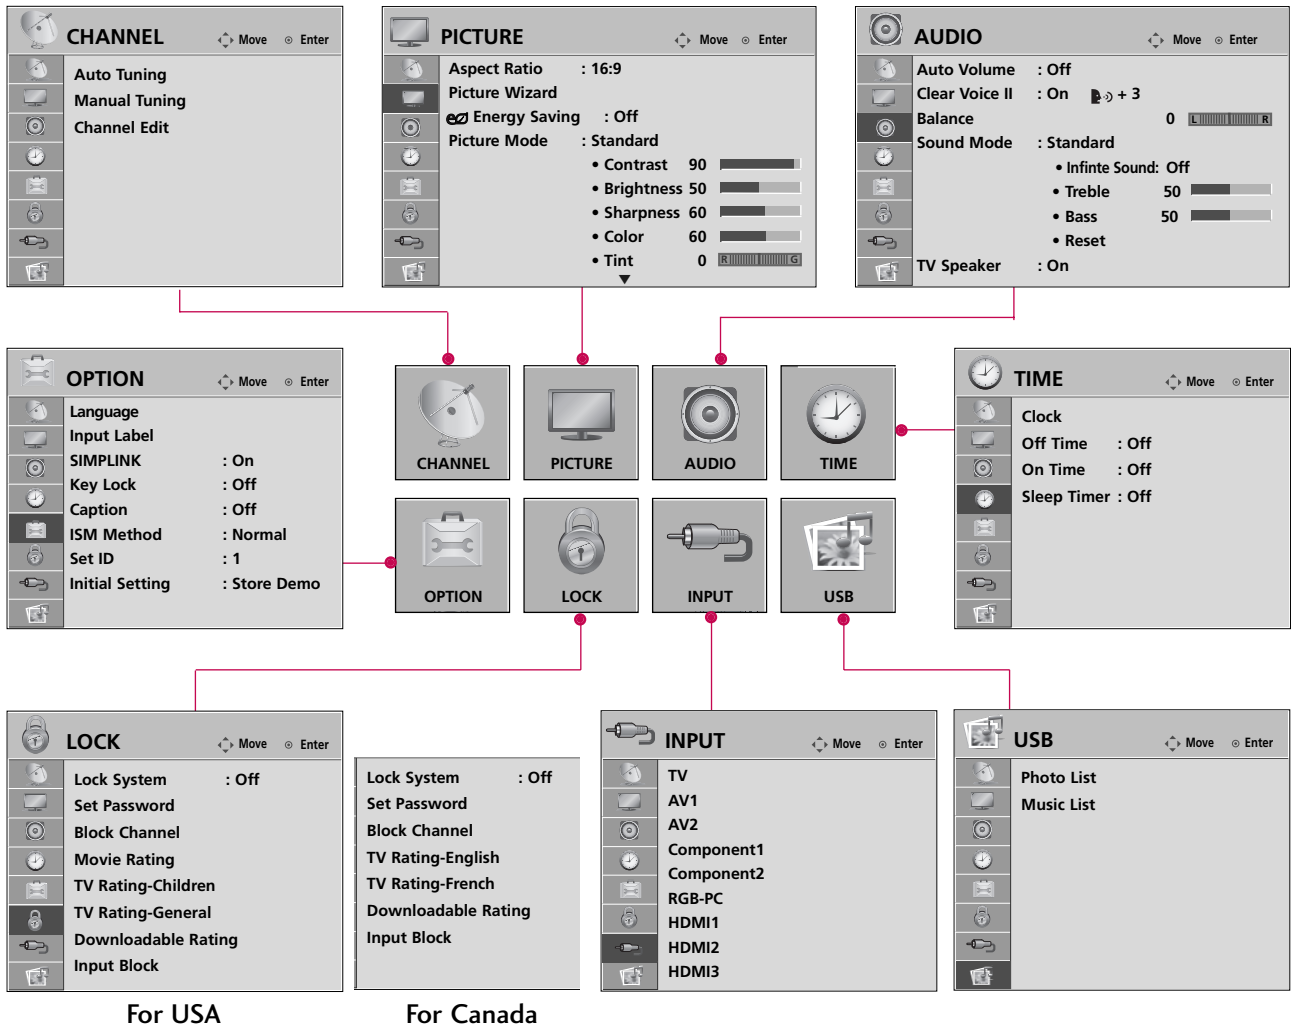 CHANNEL Move Enter
Auto Tuning
Manual Tuning
Channel Edit
PICTURE Move Enter
Aspect Ratio : 16:9
Picture Wizard
Energy Saving : Off
Picture Mode : Standard
• Contrast 90
• Brightness 50
• Sharpness 60
• Color 60
• Tint 0 R G
AUDIO Move Enter
Auto Volume : Off
Clear Voice II : On + 3
Balance 0 L R
Sound Mode : Standard
• Infinte Sound: Off
• Treble 50
• Bass 50
• Reset
TV Speaker : On
OPTION Move Enter
Language
Input Label
SIMPLINK : On
Key Lock : Off
Caption : Off
ISM Method : Normal
Set ID : 1
Initial Setting : Store Demo
CHANNEL
PICTURE
AUDIO
TIME
OPTION
LOCK
INPUT
USB
TIME Move Enter
Clock
Off Time : Off
On Time : Off
Sleep Timer : Off
LOCK Move Enter
Lock System : Off
Set Password
Block Channel
Movie Rating
TV Rating-Children
TV Rating-General
Downloadable Rating
Input Block
For USA
Lock System : Off
Set Password
Block Channel
TV Rating-English
TV Rating-French
Downloadable Rating
Input Block
For Canada
INPUT Move Enter
TV
AV1
AV2
Component1
Component2
RGB-PC
HDMI1
HDMI2
HDMI3
USB Move Enter
Photo List
Music List